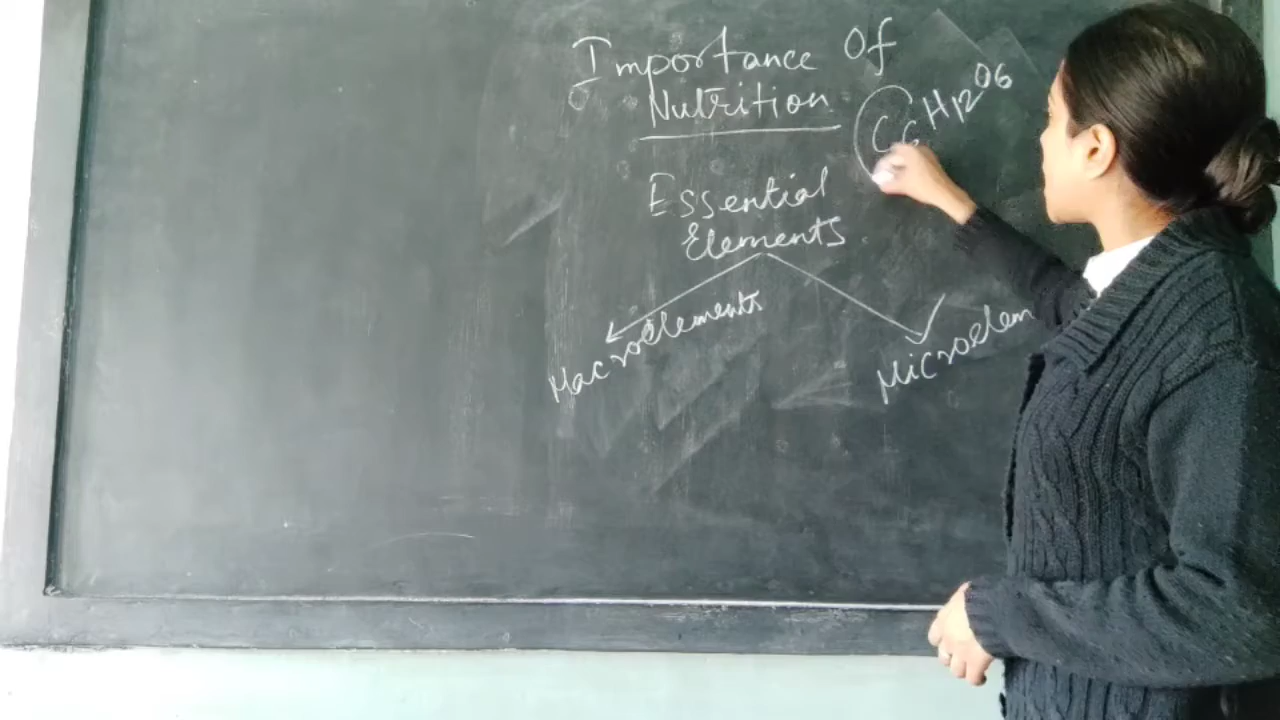 Importance Of
Nutrition
C6H12O6
Essential
Elements
Macroelements
Microelem